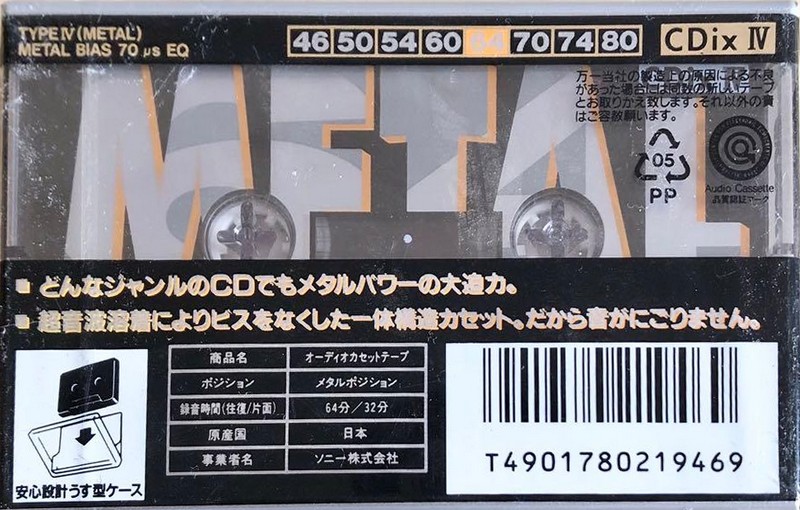 TYPE IV (METAL)
METAL BIAS 70 μs EQ
46 50 54 60 64 70 74 80
CDix IV
METAL
64
万一当社の製造上の原因による不良
があった場合には同数の新しいテープ
とお取りかえ致します。それ以外の責
はご容赦願います。
05
PP
Audio Cassette
品質認証マーク
どんなジャンルのCDでもメタルパワーの大迫力。
超音波溶着によりビスをなくした一体構造カセット。だから音がにごりません。
商品名 オーディオカセットテープ
ポジション メタルポジション
録音時間(往復/片面) 64分/32分
原産国 日本
事業者名 ソニー株式会社
安心設計うす型ケース
T4901780219469